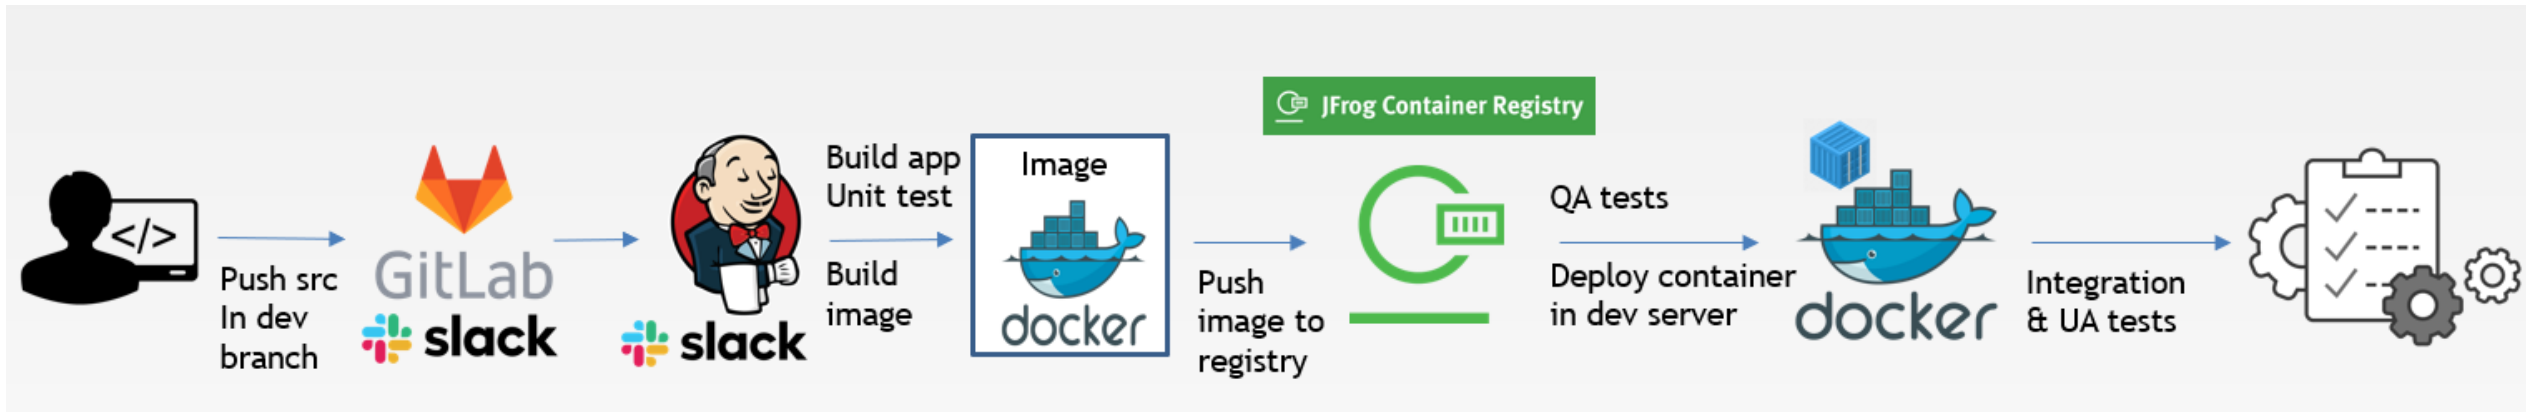 </>
Push src
In dev
branch
GitLab
slack
slack
Build app
Unit test
Build
image
Image
docker
Push
image to
registry
JFrog Container Registry
QA tests
Deploy container
in dev server
docker
Integration
& UA tests